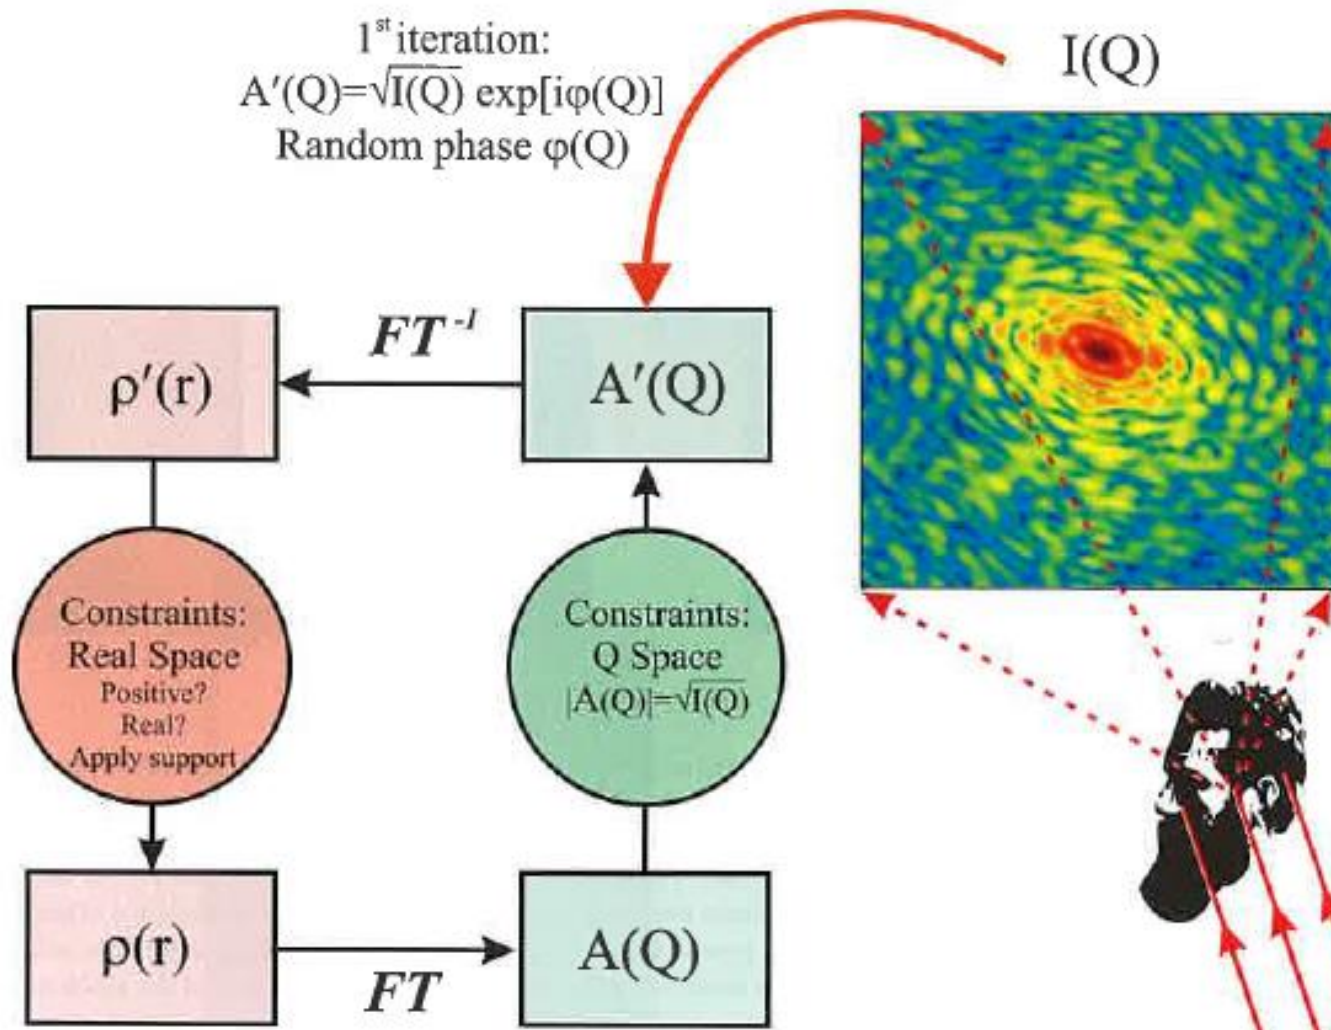 1ˢᵗ iteration:
A′(Q)=√I(Q) exp[iφ(Q)]
Random phase φ(Q)
I(Q)
FT⁻¹
ρ′(r)
A′(Q)
Constraints:
Real Space
Positive?
Real?
Apply support
Constraints:
Q Space
|A(Q)|=√I(Q)
ρ(r)
FT
A(Q)